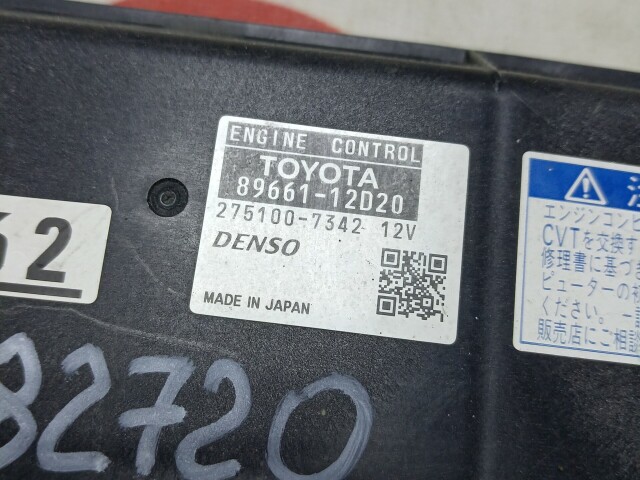 ENGINE CONTROL
TOYOTA
89661-12D20
275100-7342 12V
DENSO
MADE IN JAPAN
62
82720
注
エンジンコンピ
CVTを交換す
修理書に基づ
ピューターの
ください。
販売店にご相談